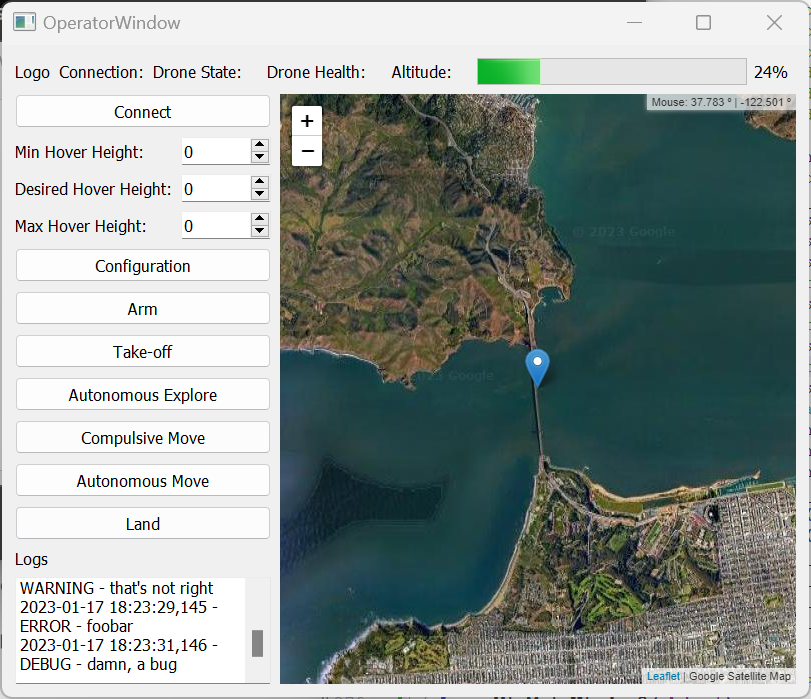 OperatorWindow
Logo Connection: Drone State: Drone Health: Altitude: 24%
Connect
Min Hover Height: 0
Desired Hover Height: 0
Max Hover Height: 0
Configuration
Arm
Take-off
Autonomous Explore
Compulsive Move
Autonomous Move
Land
Logs
WARNING - that's not right
2023-01-17 18:23:29,145 -
ERROR - foobar
2023-01-17 18:23:31,146 -
DEBUG - damn, a bug
Mouse: 37.783 ° | -122.501 °
+
−
© 2023 Google
2023 Google
Leaflet | Google Satellite Map